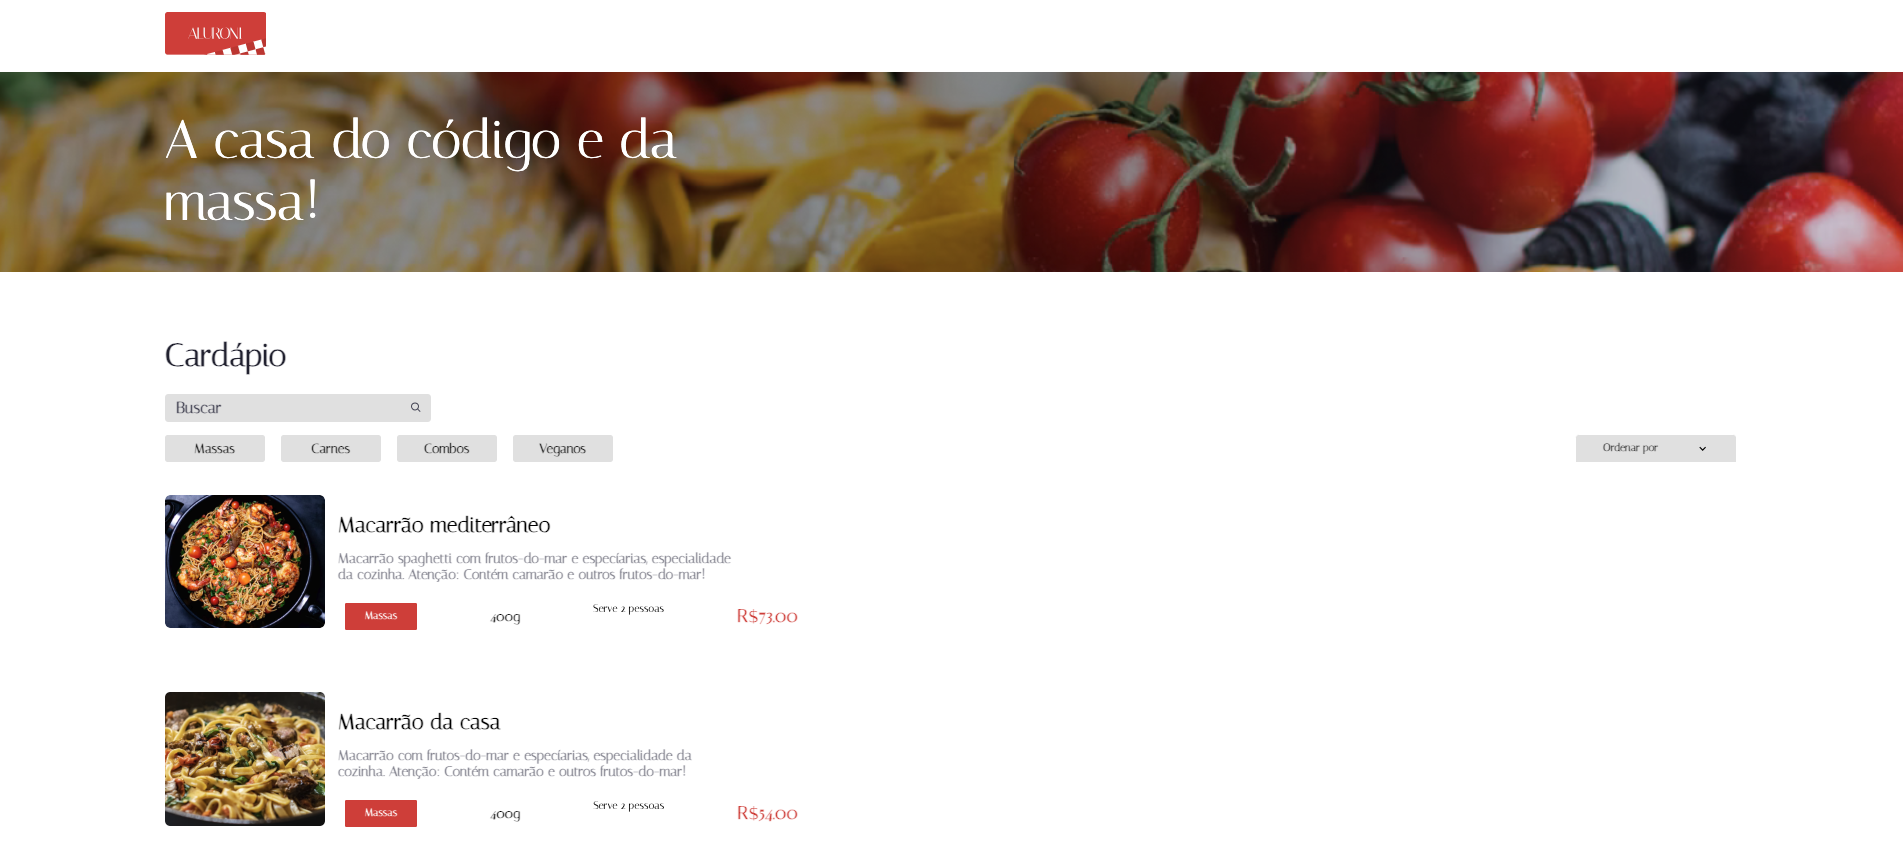 ALURONI
A casa do código e da
massa!
Cardápio
Buscar
Massas
Carnes
Combos
Veganos
Ordenar por
Macarrão mediterrâneo
Macarrão spaghetti com frutos-do-mar e especíarias, especialidade
da cozinha. Atenção: Contém camarão e outros frutos-do-mar!
Massas
400g
Serve 2 pessoas
R$73.00
Macarrão da casa
Macarrão com frutos-do-mar e especíarias, especialidade da
cozinha. Atenção: Contém camarão e outros frutos-do-mar!
Massas
400g
Serve 2 pessoas
R$54.00